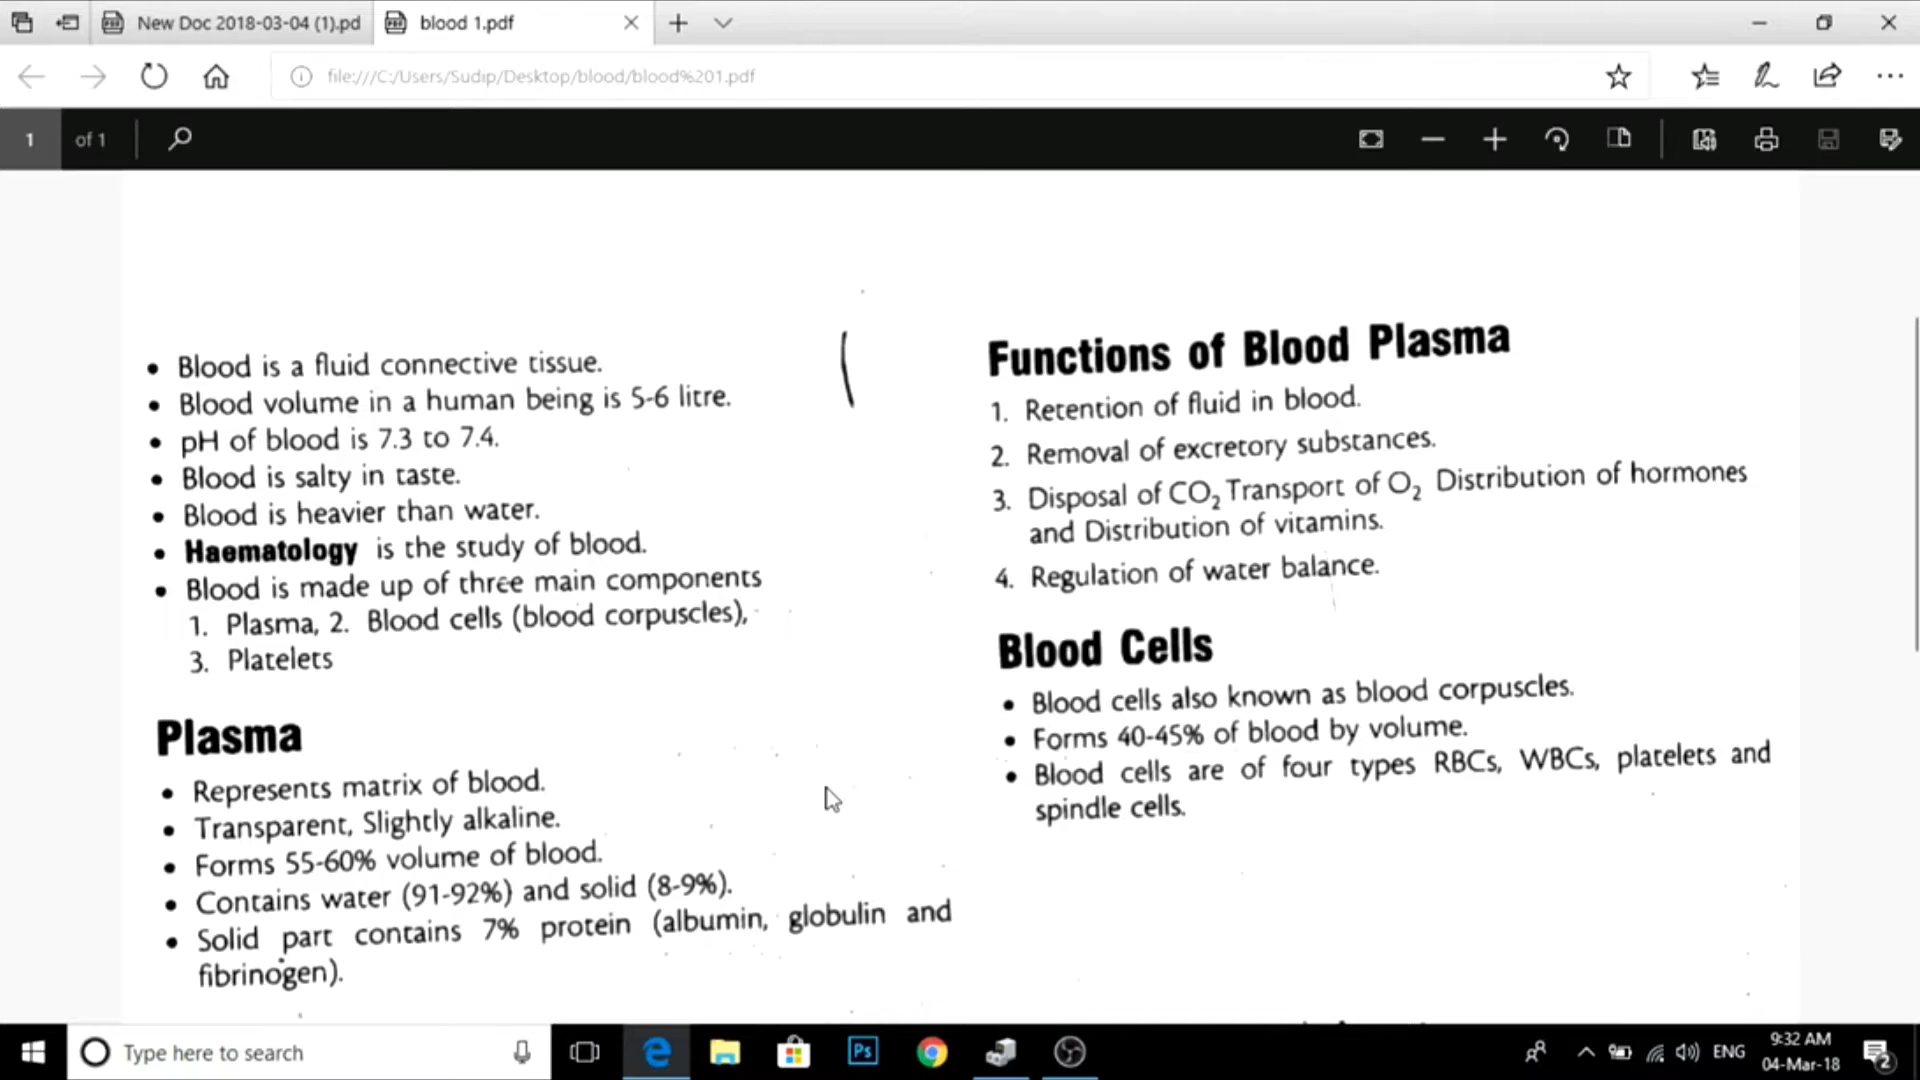 New Doc 2018-03-04 (1).pd
blood 1.pdf
file:///C:/Users/Sudip/Desktop/blood/blood%201.pdf
1 of 1
• Blood is a fluid connective tissue.
• Blood volume in a human being is 5-6 litre.
• pH of blood is 7.3 to 7.4.
• Blood is salty in taste.
• Blood is heavier than water.
• Haematology is the study of blood.
• Blood is made up of three main components
1. Plasma, 2. Blood cells (blood corpuscles),
3. Platelets
Plasma
• Represents matrix of blood.
• Transparent, Slightly alkaline.
• Forms 55-60% volume of blood.
• Contains water (91-92%) and solid (8-9%).
• Solid part contains 7% protein (albumin, globulin and
fibrinogen).
Functions of Blood Plasma
1. Retention of fluid in blood.
2. Removal of excretory substances.
3. Disposal of CO₂ Transport of O₂ Distribution of hormones
and Distribution of vitamins.
4. Regulation of water balance.
Blood Cells
• Blood cells also known as blood corpuscles.
• Forms 40-45% of blood by volume.
• Blood cells are of four types RBCs, WBCs, platelets and
spindle cells.
Type here to search
Ps
ENG
9:32 AM
04-Mar-18
2